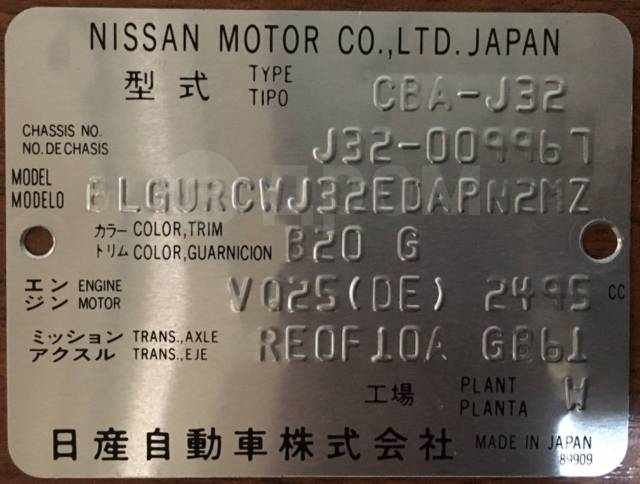 NISSAN MOTOR CO.,LTD. JAPAN
型式 TYPE TIPO CBA-J32
CHASSIS NO. NO. DE CHASIS J32-009967
MODEL MODELO BLGURCWJ32EDAPN2MZ
カラー COLOR, TRIM トリム COLOR, GUARNICION B20 G
エンジン ENGINE MOTOR VQ25(DE) 2495 CC
ミッション TRANS., AXLE アクスル TRANS., EJE RE0F10A GB61
工場 PLANT PLANTA W
日産自動車株式会社 MADE IN JAPAN
89909